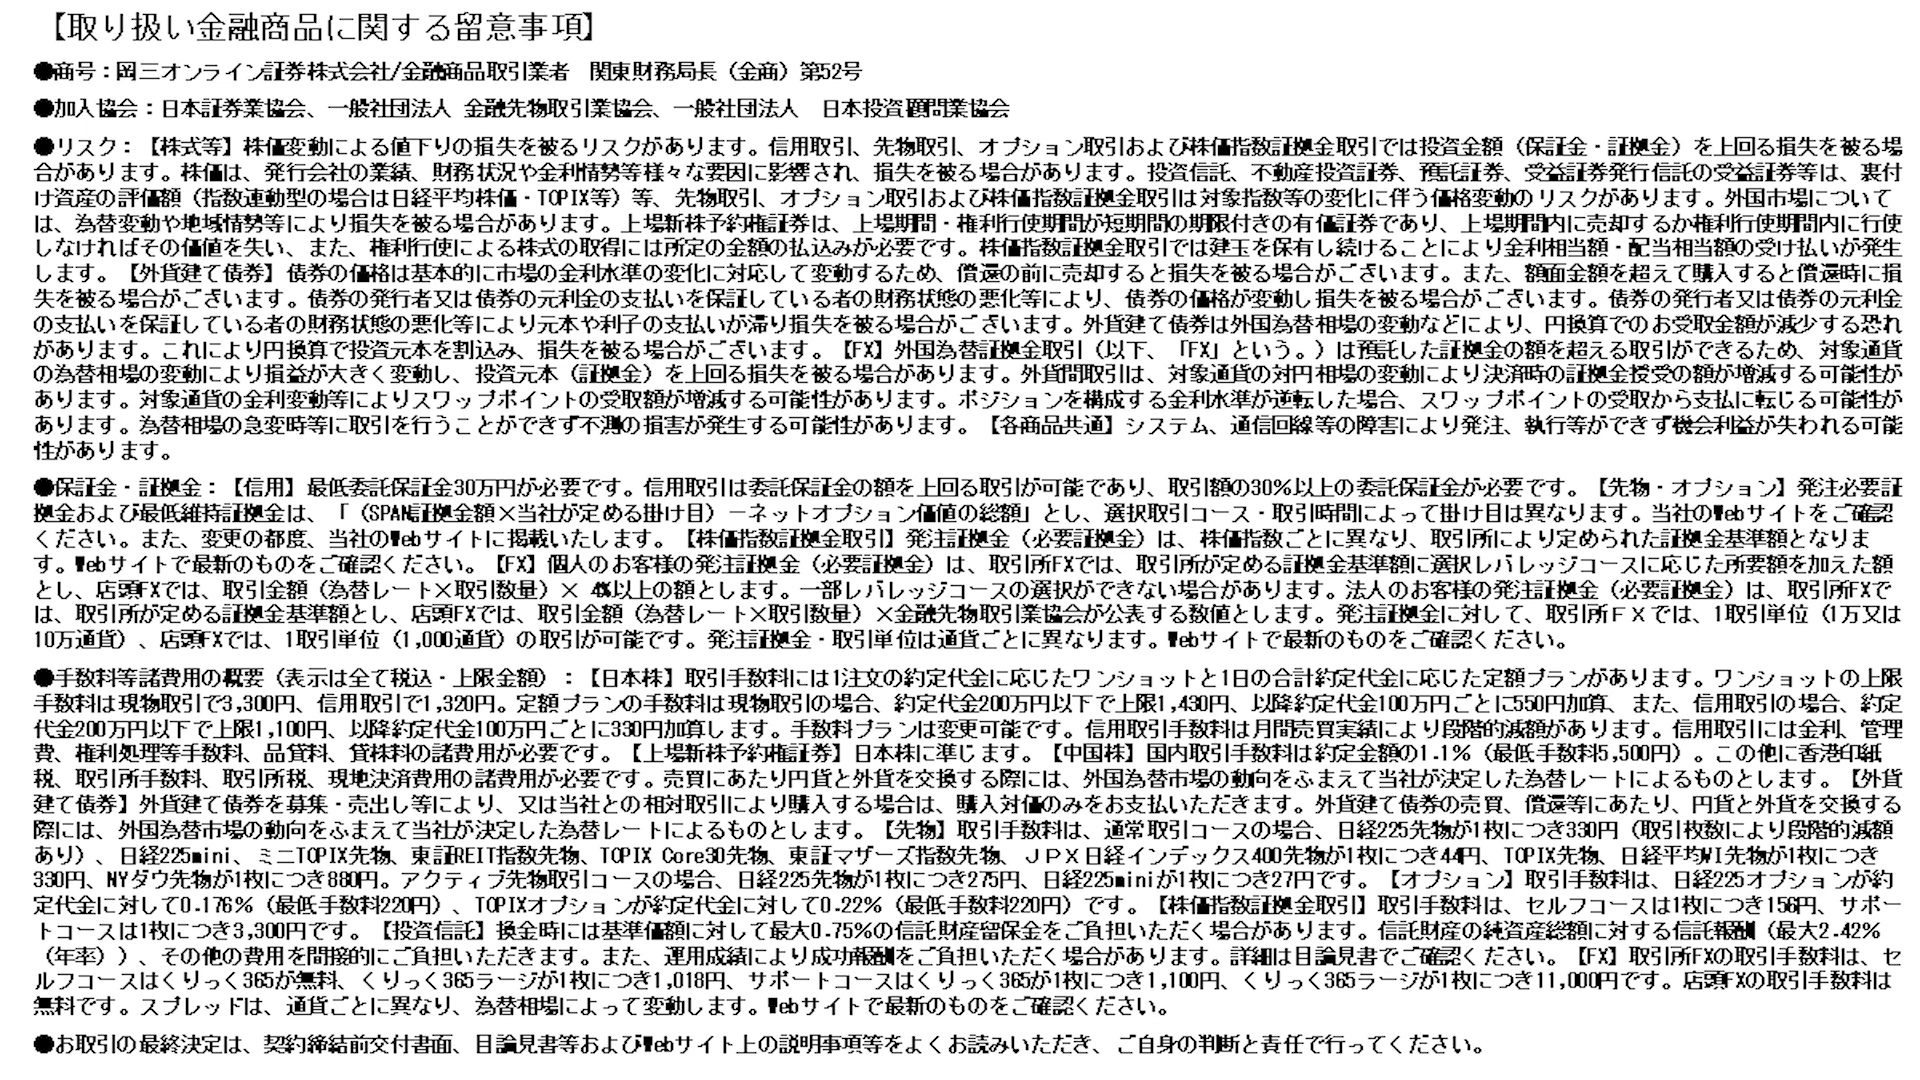 【取り扱い金融商品に関する留意事項】
●商号：岡三オンライン証券株式会社/金融商品取引業者　関東財務局長（金商）第52号
●加入協会：日本証券業協会、一般社団法人 金融先物取引業協会、一般社団法人　日本投資顧問業協会
●リスク：【株式等】株価変動による値下りの損失を被るリスクがあります。信用取引、先物取引、オプション取引および株価指数証拠金取引では投資金額（保証金・証拠金）を上回る損失を被る場
合があります。株価は、発行会社の業績、財務状況や金利情勢等様々な要因に影響され、損失を被る場合があります。投資信託、不動産投資証券、預託証券、受益証券発行信託の受益証券等は、裏付
け資産の評価額（指数連動型の場合は日経平均株価・TOPIX等）等、先物取引、オプション取引および株価指数証拠金取引は対象指数等の変化に伴う価格変動のリスクがあります。外国市場について
は、為替変動や地域情勢等により損失を被る場合があります。上場新株予約権証券は、上場期間・権利行使期間が短期間の期限付きの有価証券であり、上場期間内に売却するか権利行使期間内に行使
しなければその価値を失い、また、権利行使による株式の取得には所定の金額の払込みが必要です。株価指数証拠金取引では建玉を保有し続けることにより金利相当額・配当相当額の受け払いが発生
します。【外貨建て債券】債券の価格は基本的に市場の金利水準の変化に対応して変動するため、償還の前に売却すると損失を被る場合がございます。また、額面金額を超えて購入すると償還時に損
失を被る場合がございます。債券の発行者又は債券の元利金の支払いを保証している者の財務状態の悪化等により、債券の価格が変動し損失を被る場合がございます。債券の発行者又は債券の元利金
の支払いを保証している者の財務状態の悪化等により元本や利子の支払いが滞り損失を被る場合がございます。外貨建て債券は外国為替相場の変動などにより、円換算でのお受取金額が減少する恐れ
があります。これにより円換算で投資元本を割込み、損失を被る場合がございます。【FX】外国為替証拠金取引（以下、「FX」という。）は預託した証拠金の額を超える取引ができるため、対象通貨
の為替相場の変動により損益が大きく変動し、投資元本（証拠金）を上回る損失を被る場合があります。外貨間取引は、対象通貨の対円相場の変動により決済時の証拠金授受の額が増減する可能性が
あります。対象通貨の金利変動等によりスワップポイントの受取額が増減する可能性があります。ポジションを構成する金利水準が逆転した場合、スワップポイントの受取から支払に転じる可能性が
あります。為替相場の急変時等に取引を行うことができず不測の損害が発生する可能性があります。【各商品共通】システム、通信回線等の障害により発注、執行等ができず機会利益が失われる可能
性があります。
●保証金・証拠金：【信用】最低委託保証金30万円が必要です。信用取引は委託保証金の額を上回る取引が可能であり、取引額の30%以上の委託保証金が必要です。【先物・オプション】発注必要証
拠金および最低維持証拠金は、「（SPAN証拠金額×当社が定める掛け目）－ネットオプション価値の総額」とし、選択取引コース・取引時間によって掛け目は異なります。当社のWebサイトをご確認
ください。また、変更の都度、当社のWebサイトに掲載いたします。【株価指数証拠金取引】発注証拠金（必要証拠金）は、株価指数ごとに異なり、取引所により定められた証拠金基準額となりま
す。Webサイトで最新のものをご確認ください。【FX】個人のお客様の発注証拠金（必要証拠金）は、取引所FXでは、取引所が定める証拠金基準額に選択レバレッジコースに応じた所要額を加えた額
とし、店頭FXでは、取引金額（為替レート×取引数量）× 4%以上の額とします。一部レバレッジコースの選択ができない場合があります。法人のお客様の発注証拠金（必要証拠金）は、取引所FXで
は、取引所が定める証拠金基準額とし、店頭FXでは、取引金額（為替レート×取引数量）×金融先物取引業協会が公表する数値とします。発注証拠金に対して、取引所ＦＸでは、1取引単位（1万又は
10万通貨）、店頭FXでは、1取引単位（1,000通貨）の取引が可能です。発注証拠金・取引単位は通貨ごとに異なります。Webサイトで最新のものをご確認ください。
●手数料等諸費用の概要（表示は全て税込・上限金額）：【日本株】取引手数料には1注文の約定代金に応じたワンショットと1日の合計約定代金に応じた定額プランがあります。ワンショットの上限
手数料は現物取引で3,300円、信用取引で1,320円。定額プランの手数料は現物取引の場合、約定代金200万円以下で上限1,430円、以降約定代金100万円ごとに550円加算、また、信用取引の場合、約定
代金200万円以下で上限1,100円、以降約定代金100万円ごとに330円加算します。手数料プランは変更可能です。信用取引手数料は月間売買実績により段階的減額があります。信用取引には金利、管理
費、権利処理等手数料、品貸料、貸株料の諸費用が必要です。【上場新株予約権証券】日本株に準じます。【中国株】国内取引手数料は約定金額の1.1%（最低手数料5,500円）。この他に香港印紙
税、取引所手数料、取引所税、現地決済費用の諸費用が必要です。売買にあたり円貨と外貨を交換する際には、外国為替市場の動向をふまえて当社が決定した為替レートによるものとします。【外貨
建て債券】外貨建て債券を募集・売出し等により、又は当社との相対取引により購入する場合は、購入対価のみをお支払いただきます。外貨建て債券の売買、償還等にあたり、円貨と外貨を交換する
際には、外国為替市場の動向をふまえて当社が決定した為替レートによるものとします。【先物】取引手数料は、通常取引コースの場合、日経225先物が1枚につき330円（取引枚数により段階的減額
あり）、日経225mini、ミニTOPIX先物、東証REIT指数先物、TOPIX Core30先物、東証マザーズ指数先物、ＪＰＸ日経インデックス400先物が1枚につき44円、TOPIX先物、日経平均VI先物が1枚につき
330円、NYダウ先物が1枚につき880円。アクティブ先物取引コースの場合、日経225先物が1枚につき275円、日経225miniが1枚につき27円です。【オプション】取引手数料は、日経225オプションが約
定代金に対して0.176%（最低手数料220円）、TOPIXオプションが約定代金に対して0.22%（最低手数料220円）です。【株価指数証拠金取引】取引手数料は、セルフコースは1枚につき156円、サポー
トコースは1枚につき3,300円です。【投資信託】換金時には基準価額に対して最大0.75%の信託財産留保金をご負担いただく場合があります。信託財産の純資産総額に対する信託報酬（最大2.42%
（年率））、その他の費用を間接的にご負担いただきます。また、運用成績により成功報酬をご負担いただく場合があります。詳細は目論見書でご確認ください。【FX】取引所FXの取引手数料は、セ
ルフコースはくりっく365が無料、くりっく365ラージが1枚につき1,018円、サポートコースはくりっく365が1枚につき1,100円、くりっく365ラージが1枚につき11,000円です。店頭FXの取引手数料は
無料です。スプレッドは、通貨ごとに異なり、為替相場によって変動します。Webサイトで最新のものをご確認ください。
●お取引の最終決定は、契約締結前交付書面、目論見書等およびWebサイト上の説明事項等をよくお読みいただき、ご自身の判断と責任で行ってください。